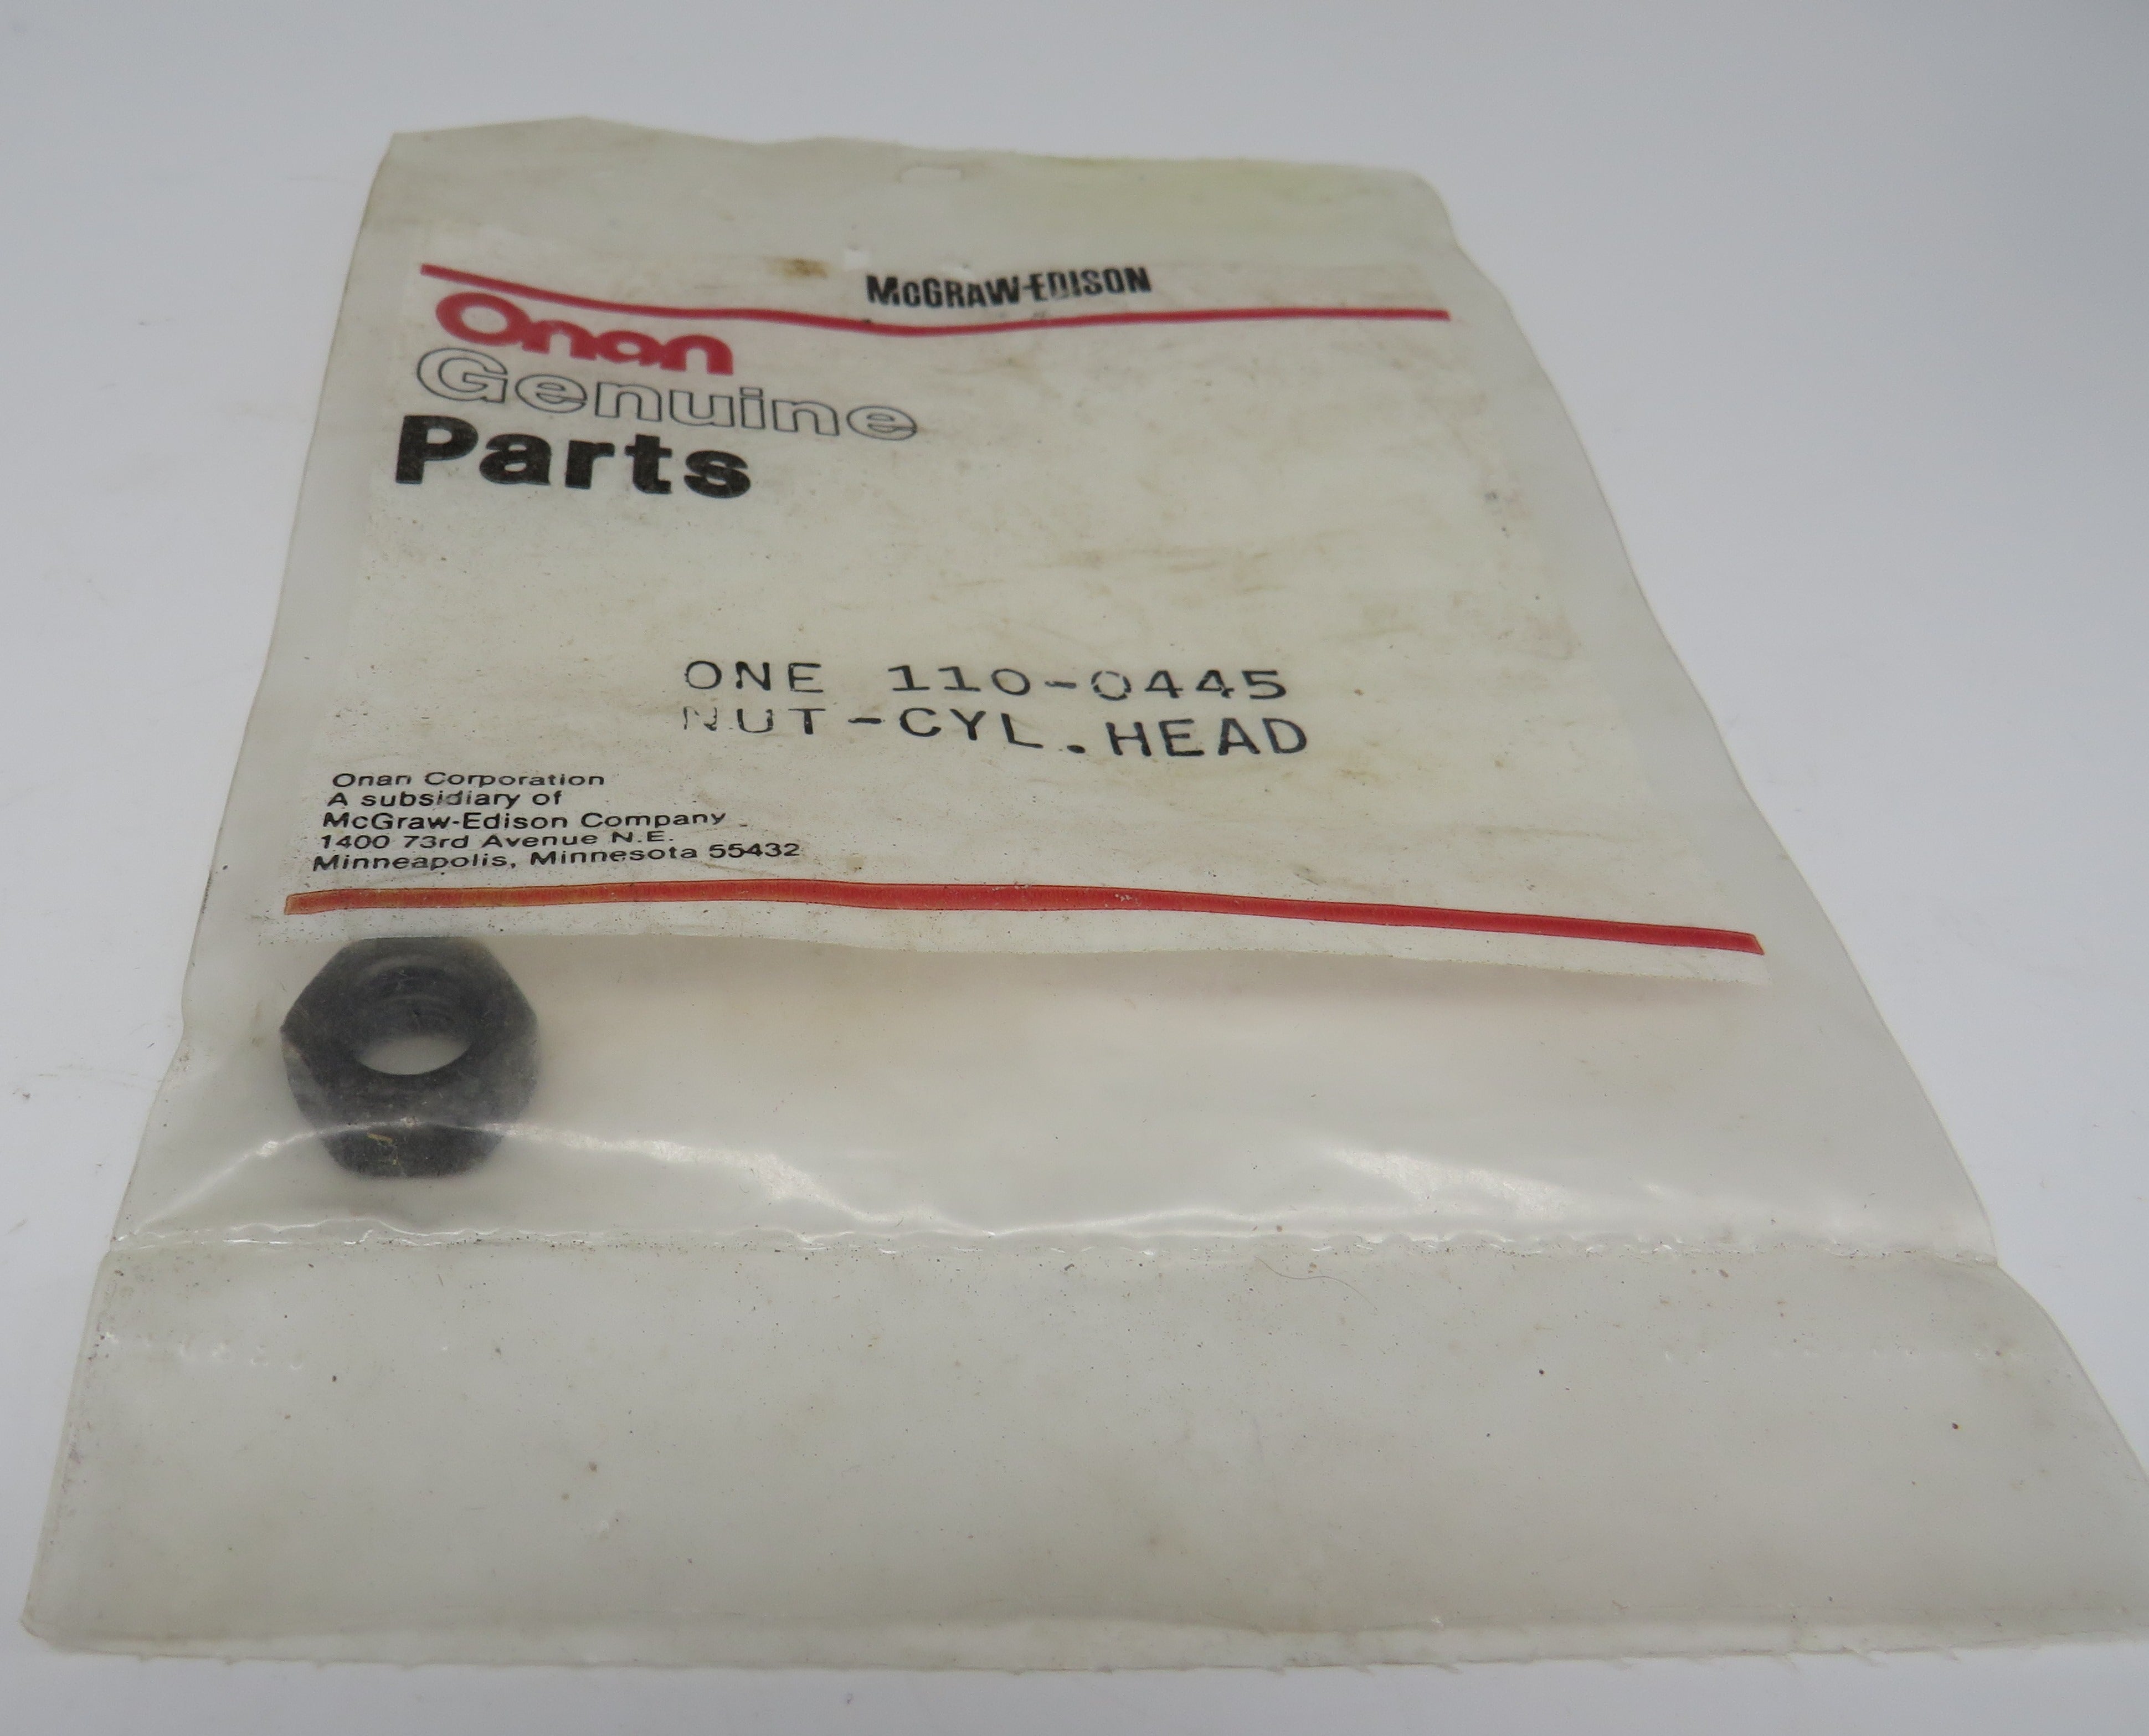 McGRAW-EDISON
Onan
Genuine
Parts
ONE 110-0445
NUT-CYL.HEAD
Onan Corporation
A subsidiary of
McGraw-Edison Company
1400 73rd Avenue N.E.
Minneapolis, Minnesota 55432